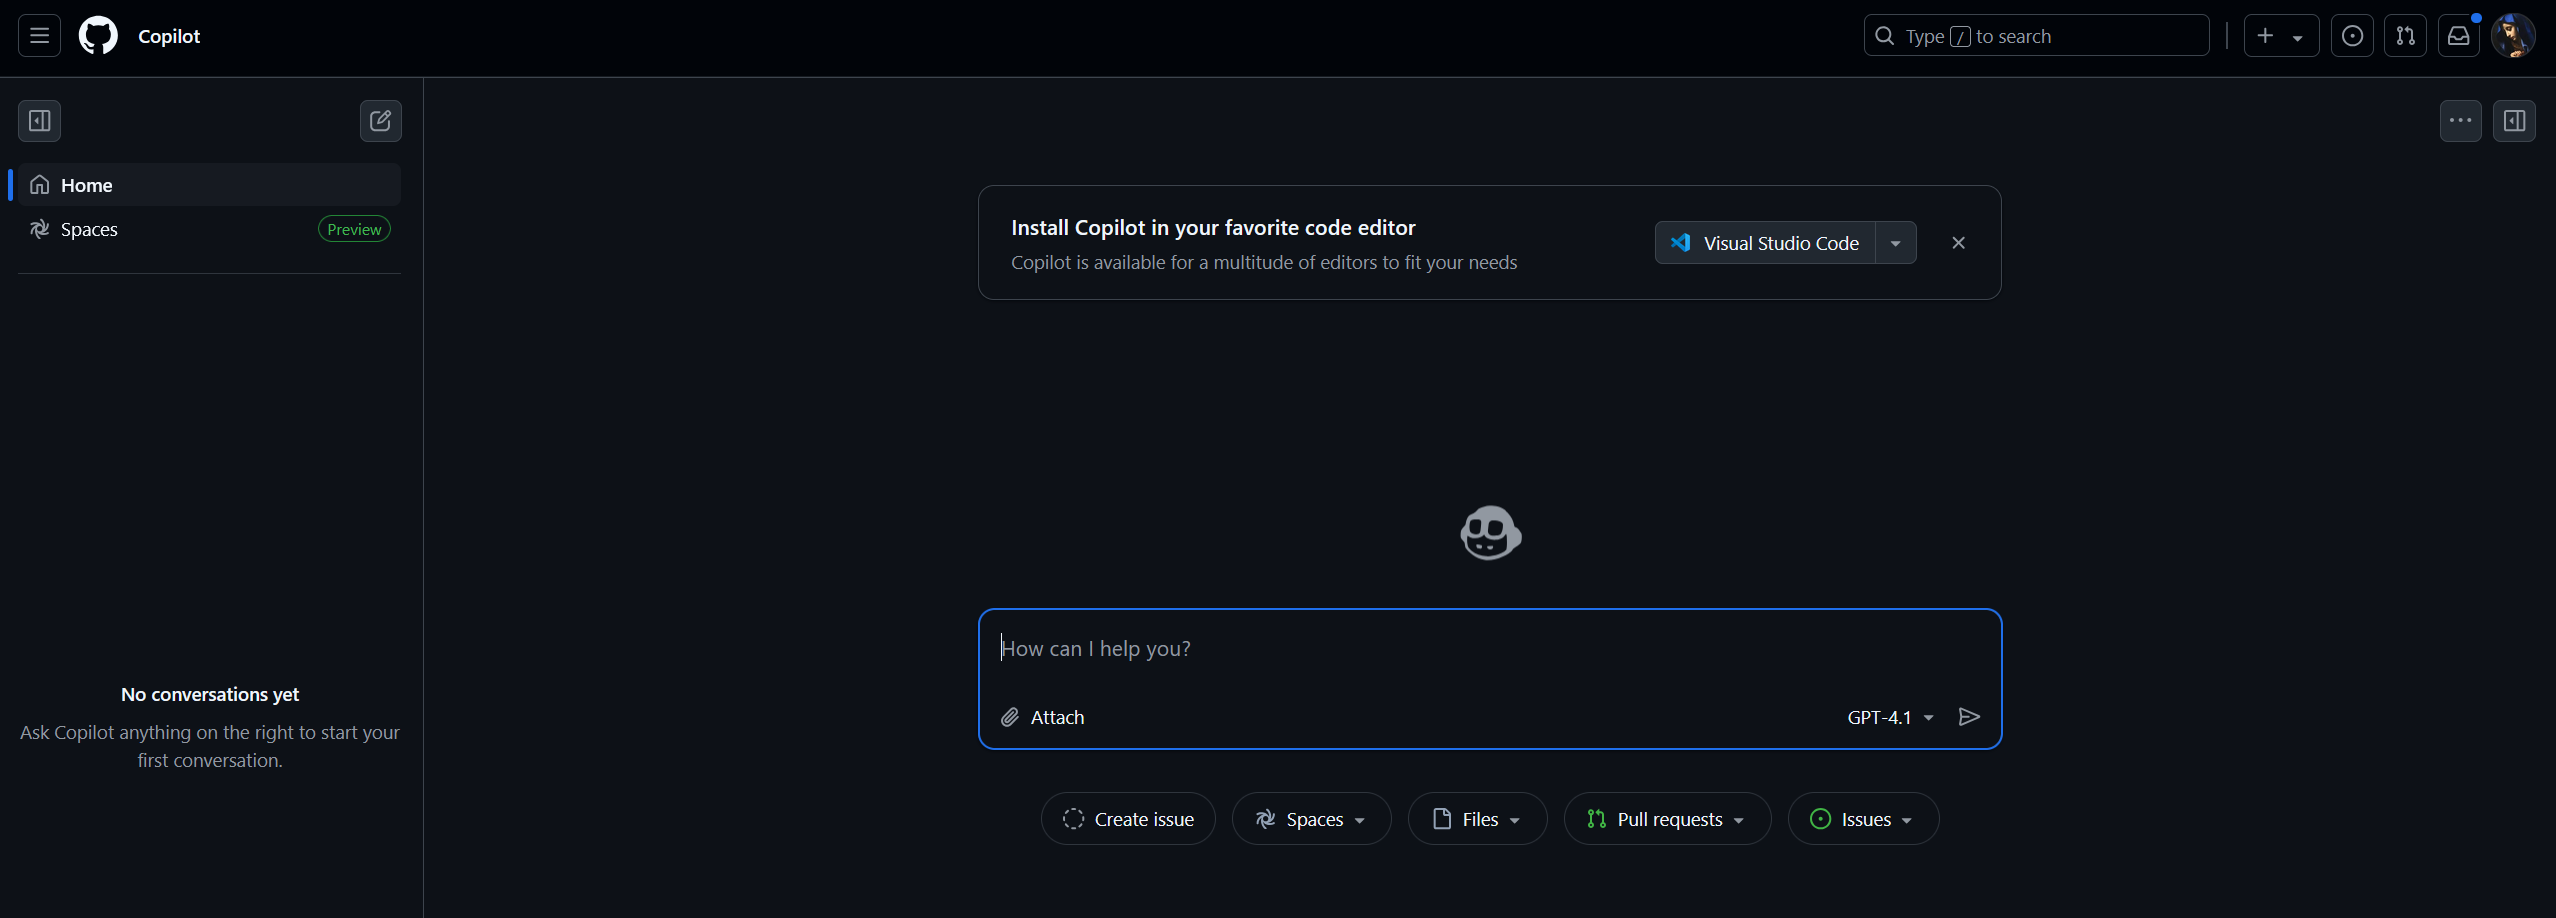 Copilot
Type / to search
Home
Spaces
Preview
No conversations yet
Ask Copilot anything on the right to start your
first conversation.
Install Copilot in your favorite code editor
Copilot is available for a multitude of editors to fit your needs
Visual Studio Code
How can I help you?
Attach
GPT-4.1
Create issue
Spaces
Files
Pull requests
Issues